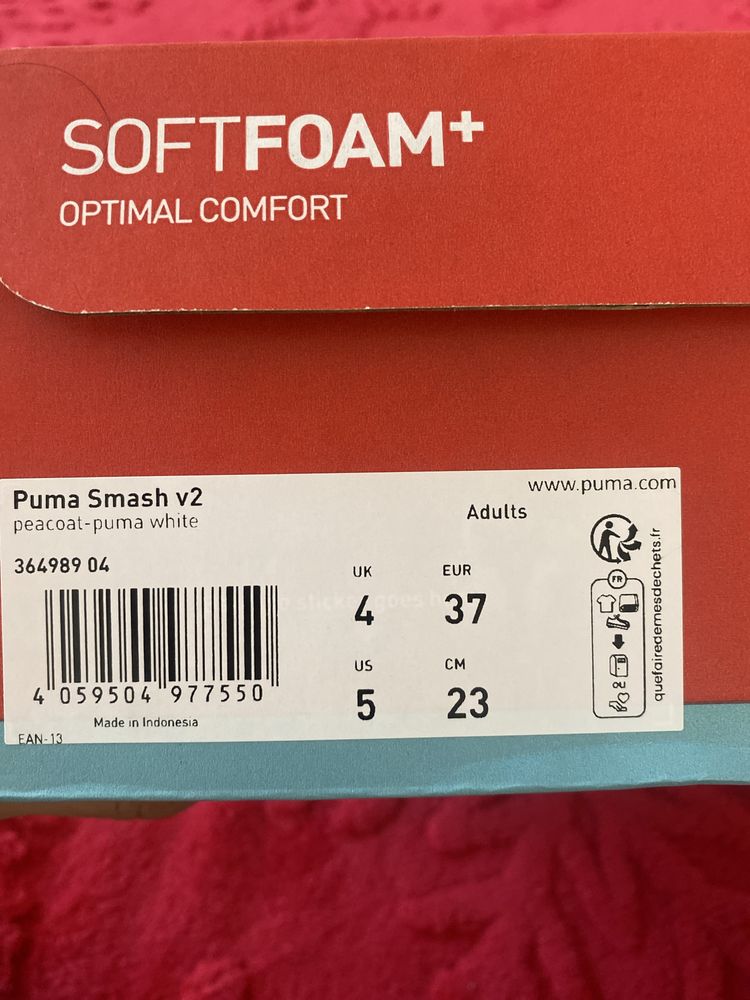 SOFTFOAM+
OPTIMAL COMFORT
www.puma.com
Puma Smash v2
peacoat-puma white
Adults
364989 04
UK
4
EUR
37
US
5
CM
23
4 059504 977550
Made in Indonesia
EAN-13
FR
OU
quefairedemesdechets.fr